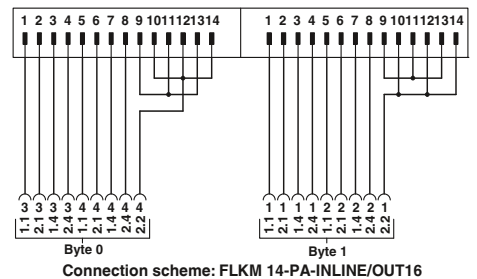 1 2 3 4 5 6 7 8 9 10 11 12 13 14
1 2 3 4 5 6 7 8 9 10 11 12 13 14
3 3 3 3 4 4 4 4 4
1.1 2.1 1.4 2.4 1.1 2.1 1.4 2.4 2.2
Byte 0
1 1 1 1 2 2 2 2 1
1.1 2.1 1.4 2.4 1.1 2.1 1.4 2.4 2.2
Byte 1
Connection scheme: FLKM 14-PA-INLINE/OUT16